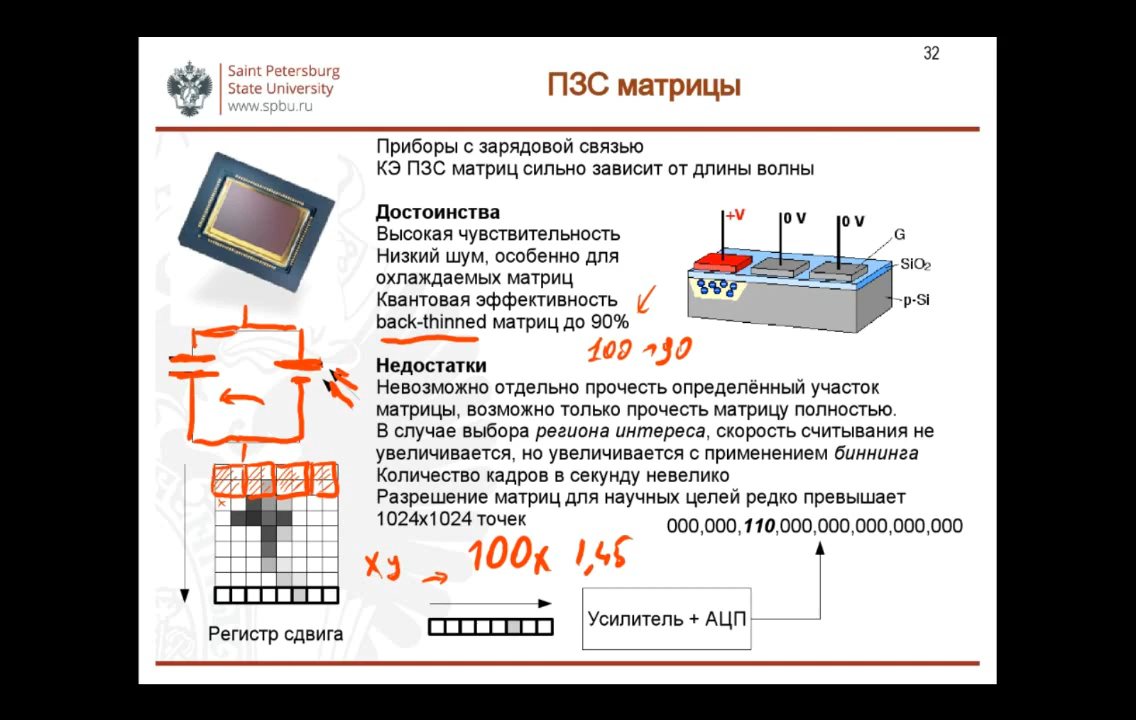 32
Saint Petersburg
State University
www.spbu.ru
ПЗС матрицы
Приборы с зарядовой связью
КЭ ПЗС матриц сильно зависит от длины волны
Достоинства
Высокая чувствительность
Низкий шум, особенно для
охлаждаемых матриц
Квантовая эффективность
back-thinned матриц до 90%
+V
0 V
0 V
G
SiO2
p-Si
100 → 90
Недостатки
Невозможно отдельно прочесть определённый участок
матрицы, возможно только прочесть матрицу полностью.
В случае выбора региона интереса, скорость считывания не
увеличивается, но увеличивается с применением биннинга
Количество кадров в секунду невелико
Разрешение матриц для научных целей редко превышает
1024x1024 точек
000,000,110,000,000,000,000,000
x
xy → 100x 1,45
Усилитель + АЦП
Регистр сдвига